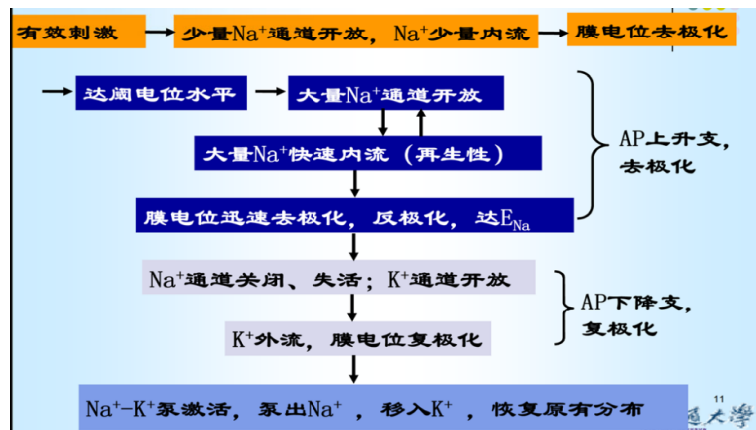 有效刺激
少量Na⁺通道开放，Na⁺少量内流
膜电位去极化
达阈电位水平
大量Na⁺通道开放
大量Na⁺快速内流（再生性）
膜电位迅速去极化，反极化，达E_Na
AP上升支，
去极化
Na⁺通道关闭、失活；K⁺通道开放
K⁺外流，膜电位复极化
AP下降支，
复极化
Na⁺-K⁺泵激活，泵出Na⁺，移入K⁺，恢复原有分布
11
通大学